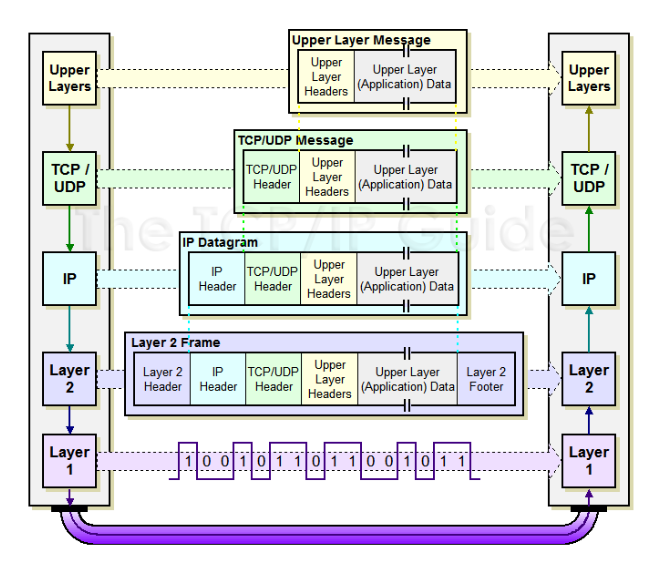 Upper Layer Message
Upper
Layers
Upper
Layer
Headers
Upper Layer
(Application) Data
Upper
Layers
TCP/UDP Message
TCP /
UDP
TCP/UDP
Header
Upper
Layer
Headers
Upper Layer
(Application) Data
TCP /
UDP
The TCP/IP Guide
IP Datagram
IP
IP
Header
TCP/UDP
Header
Upper
Layer
Headers
Upper Layer
(Application) Data
IP
Layer 2 Frame
Layer
2
Layer 2
Header
IP
Header
TCP/UDP
Header
Upper
Layer
Headers
Upper Layer
(Application) Data
Layer 2
Footer
Layer
2
Layer
1
1 0 0 1 0 1 1 0 1 1 0 0 1 0 1 1
Layer
1